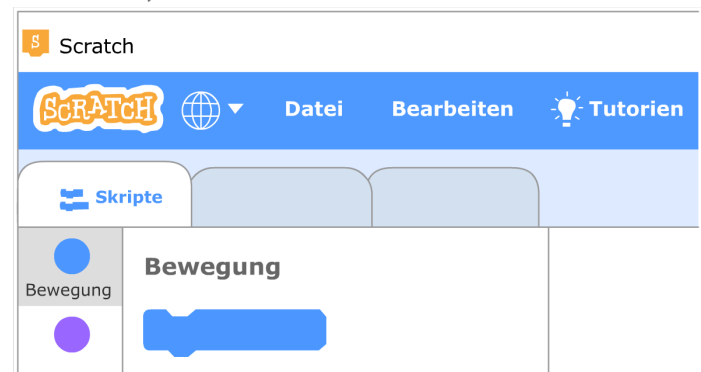 S Scratch
SCRATCH Datei Bearbeiten Tutorien
Skripte
Bewegung
Bewegung